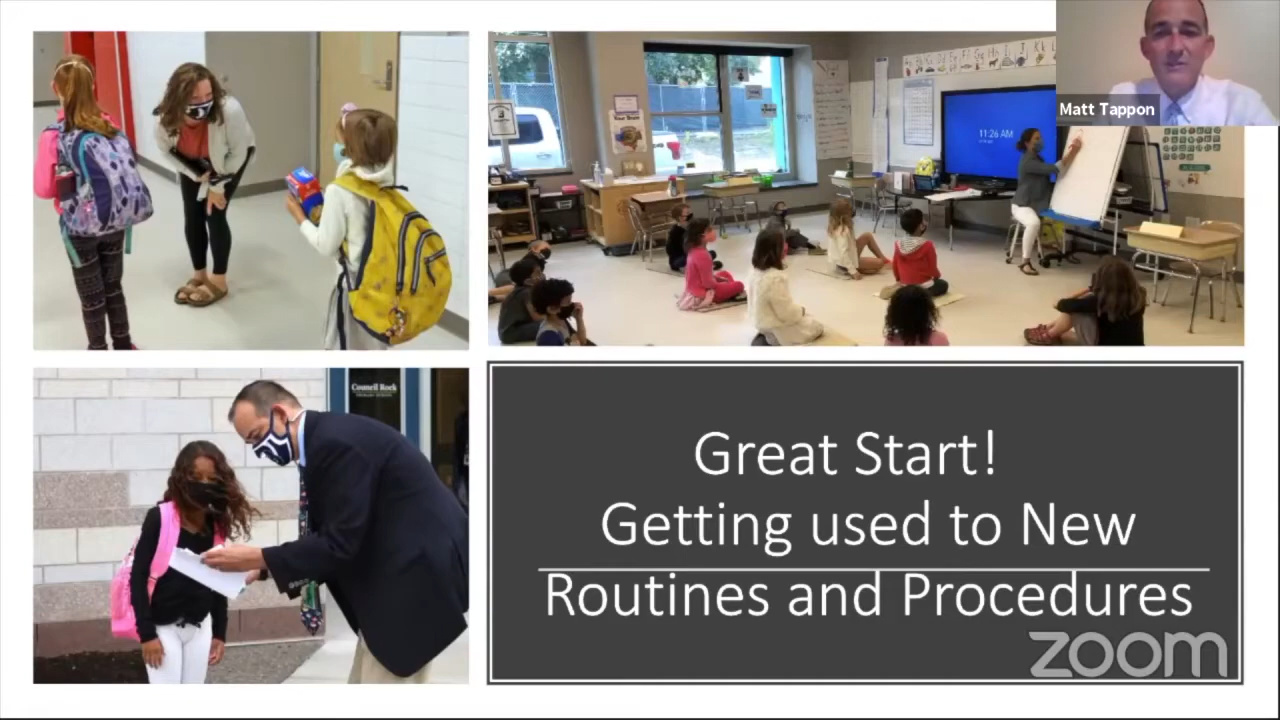 Matt Tappon
11:26 AM
Council Rock
Great Start!
Getting used to New
Routines and Procedures
zoom